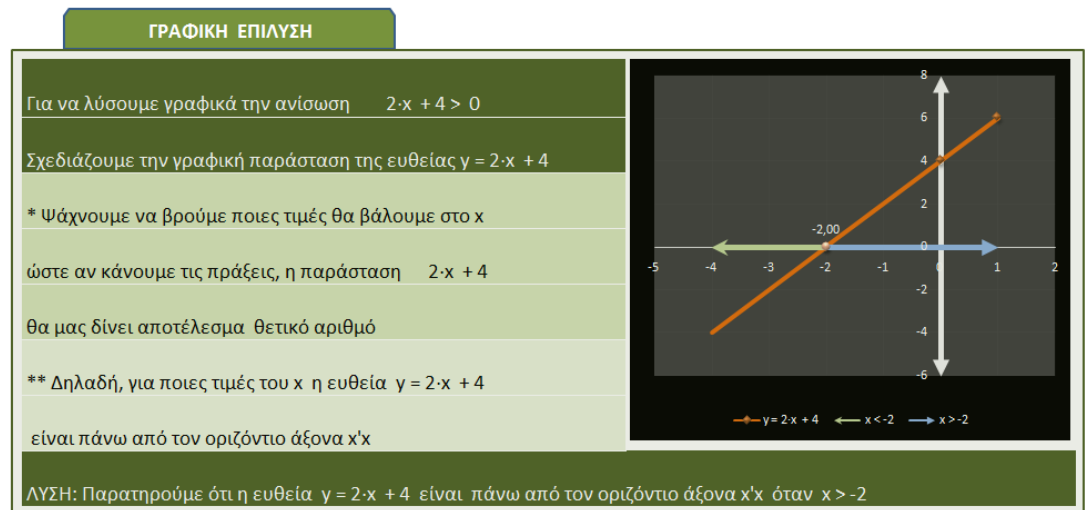 ΓΡΑΦΙΚΗ ΕΠΙΛΥΣΗ
Για να λύσουμε γραφικά την ανίσωση 2·x + 4 > 0
Σχεδιάζουμε την γραφική παράσταση της ευθείας y = 2·x + 4
* Ψάχνουμε να βρούμε ποιες τιμές θα βάλουμε στο x
ώστε αν κάνουμε τις πράξεις, η παράσταση 2·x + 4
θα μας δίνει αποτέλεσμα θετικό αριθμό
** Δηλαδή, για ποιες τιμές του x η ευθεία y = 2·x + 4
είναι πάνω από τον οριζόντιο άξονα x'x
8
6
4
2
-2,00
0
-5 -4 -3 -2 -1 0 1 2
-2
-4
-6
y = 2·x + 4 x < -2 x > -2
ΛΥΣΗ: Παρατηρούμε ότι η ευθεία y = 2·x + 4 είναι πάνω από τον οριζόντιο άξονα x'x όταν x > -2